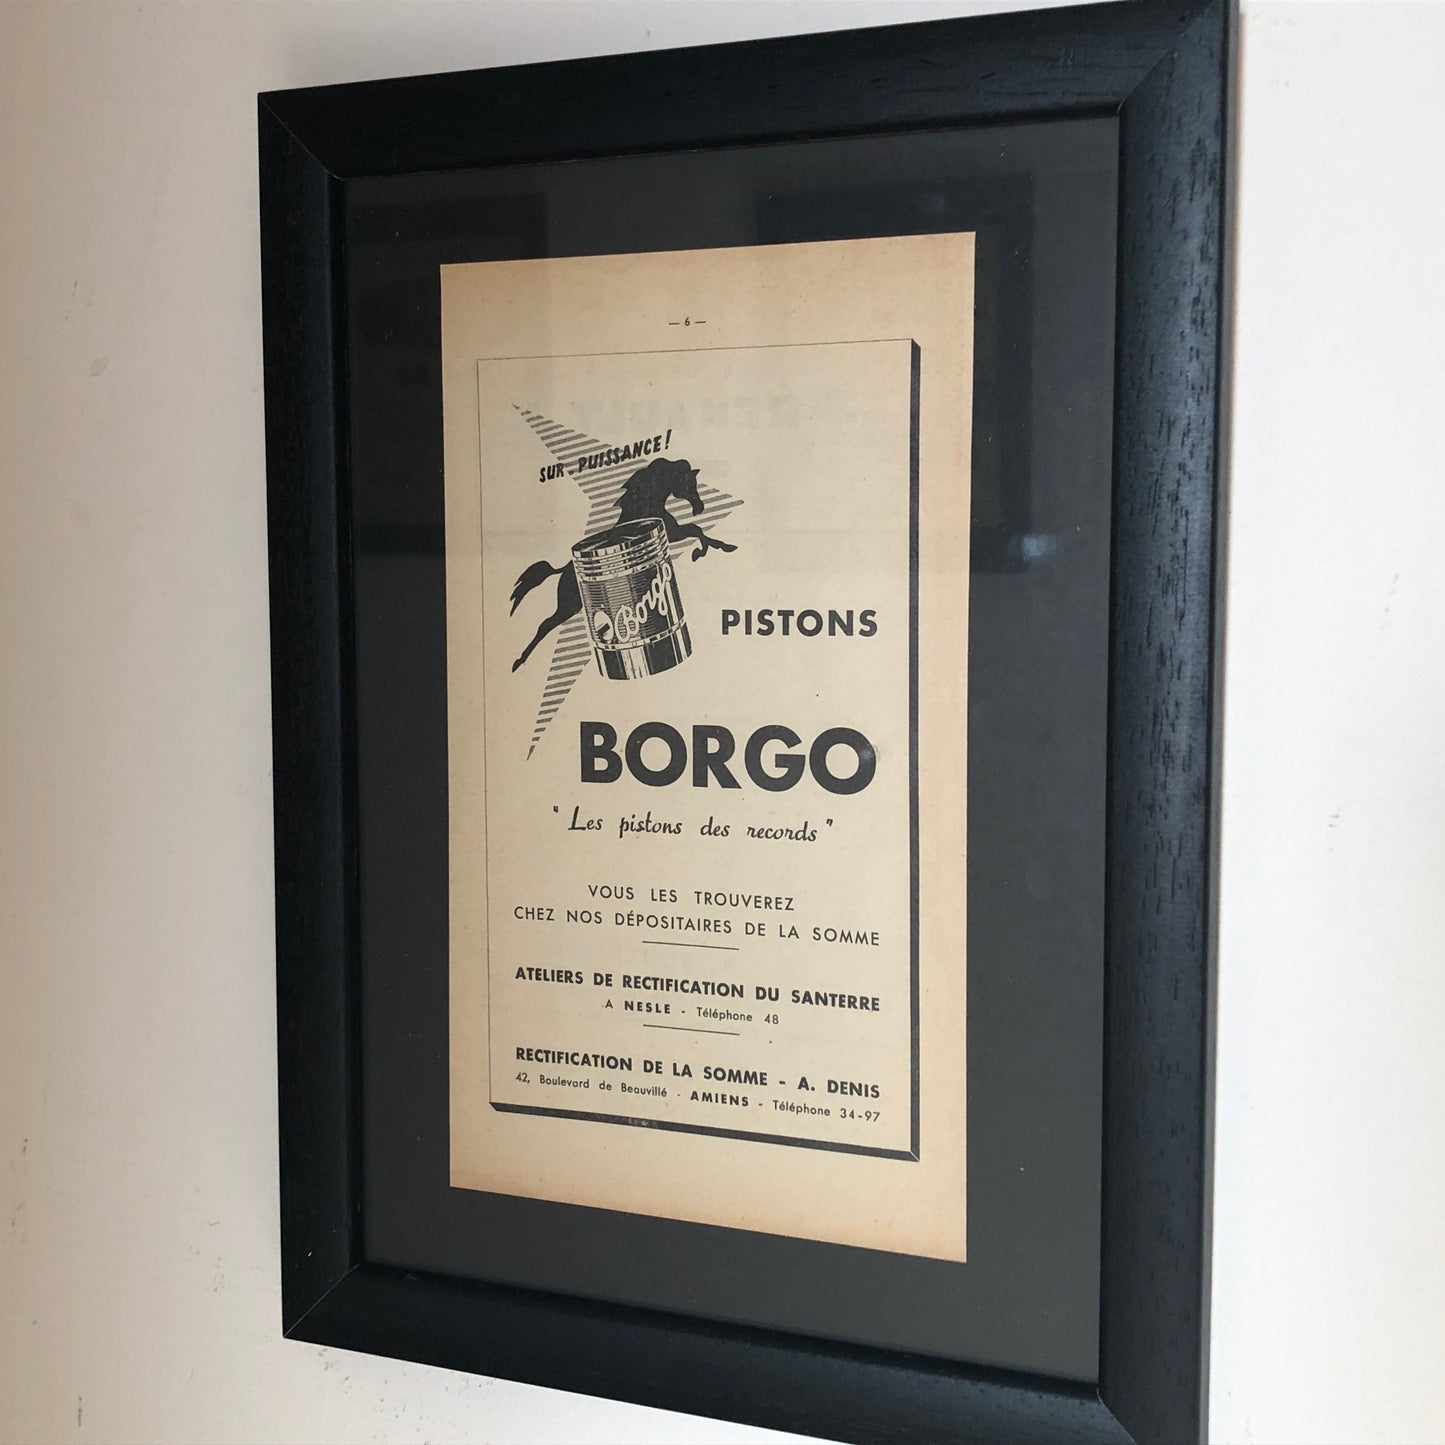 — 6 —
SUR-PUISSANCE!
Borgo
PISTONS
BORGO
"Les pistons des records"
VOUS LES TROUVEREZ
CHEZ NOS DÉPOSITAIRES DE LA SOMME
ATELIERS DE RECTIFICATION DU SANTERRE
A NESLE - Téléphone 48
RECTIFICATION DE LA SOMME - A. DENIS
42, Boulevard de Beauvillé - AMIENS - Téléphone 34-97